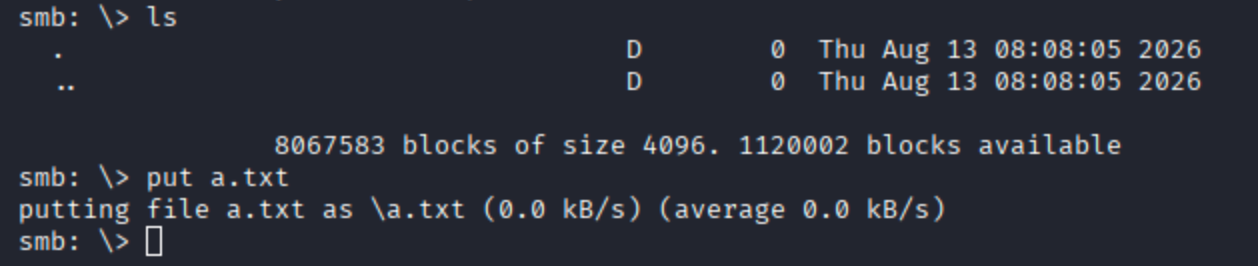 smb: \> ls
  .                                   D        0  Thu Aug 13 08:08:05 2026
  ..                                  D        0  Thu Aug 13 08:08:05 2026
                8067583 blocks of size 4096. 1120002 blocks available
smb: \> put a.txt
putting file a.txt as \a.txt (0.0 kB/s) (average 0.0 kB/s)
smb: \>